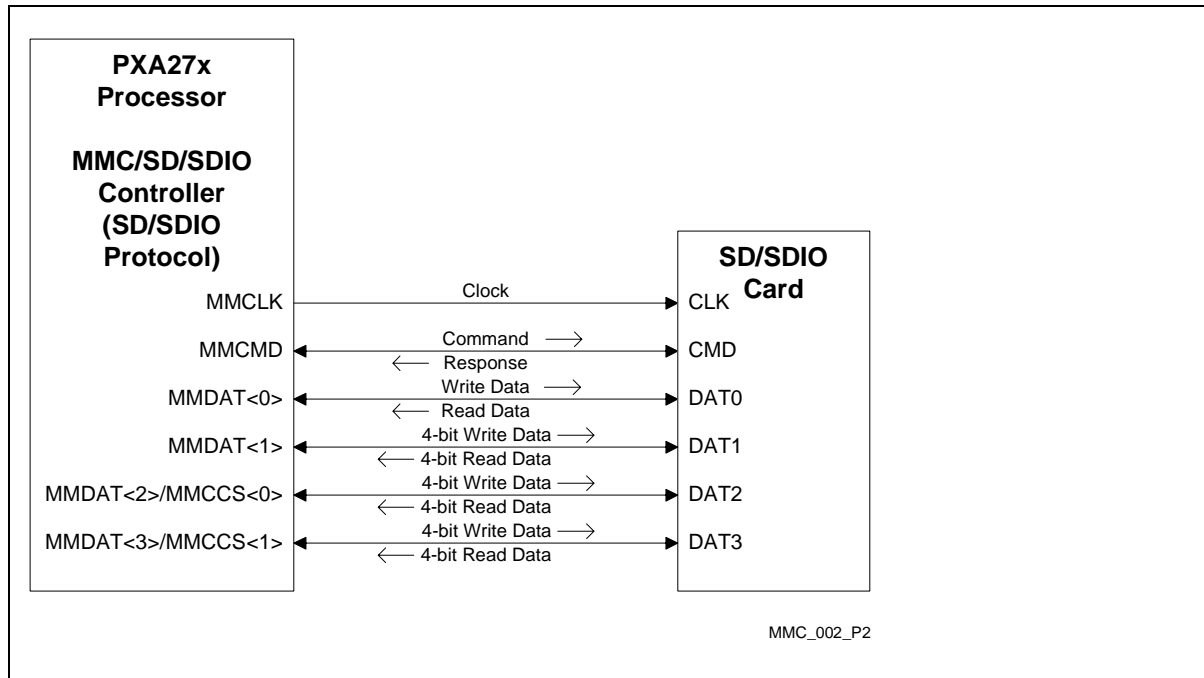 PXA27x
Processor
MMC/SD/SDIO
Controller
(SD/SDIO
Protocol)
SD/SDIO
Card
MMCLK
Clock
CLK
MMCMD
Command
Response
CMD
MMDAT<0>
Write Data
Read Data
DAT0
MMDAT<1>
4-bit Write Data
4-bit Read Data
DAT1
MMDAT<2>/MMCCS<0>
4-bit Write Data
4-bit Read Data
DAT2
MMDAT<3>/MMCCS<1>
4-bit Write Data
4-bit Read Data
DAT3
MMC_002_P2